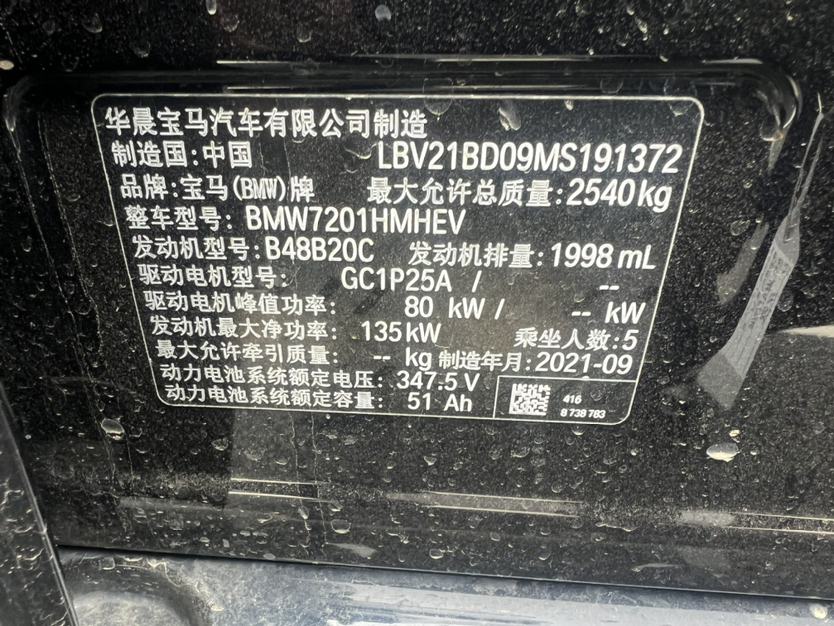 华晨宝马汽车有限公司制造
制造国:中国 LBV21BD09MS191372
品牌:宝马(BMW)牌 最大允许总质量:2540kg
整车型号: BMW7201HMHEV
发动机型号:B48B20C 发动机排量:1998 mL
驱动电机型号: GC1P25A / --
驱动电机峰值功率: 80 kW / -- kW
发动机最大净功率: 135kW 乘坐人数:5
最大允许牵引质量: -- kg 制造年月:2021-09
动力电池系统额定电压: 347.5 V
动力电池系统额定容量: 51 Ah
416
8 738 783